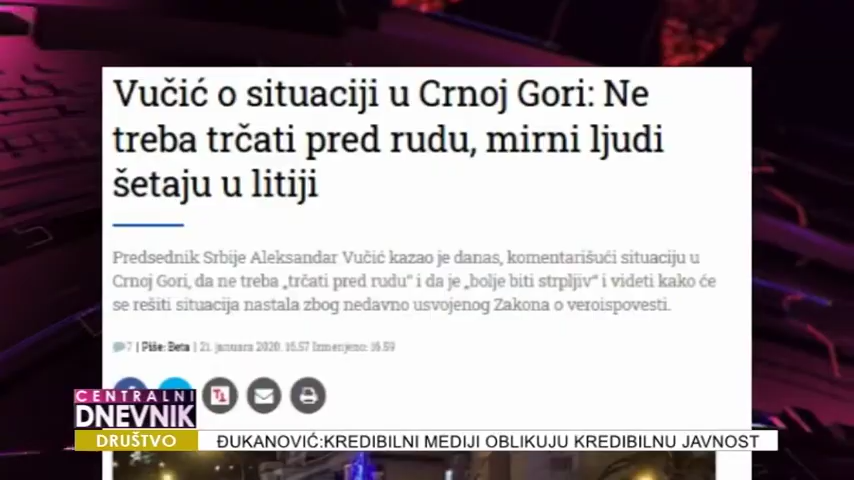 Vučić o situaciji u Crnoj Gori: Ne
treba trčati pred rudu, mirni ljudi
šetaju u litiji
Predsednik Srbije Aleksandar Vučić kazao je danas, komentarišući situaciju u
Crnoj Gori, da ne treba „trčati pred rudu“ i da je „bolje biti strpljiv“ i videti kako će
se rešiti situacija nastala zbog nedavno usvojenog Zakona o veroispovesti.
7 | Piše: Beta | 21. januara 2020. 16.57 Izmenjeno: 16.59
CENTRALNI
DNEVNIK
DRUŠTVO
ĐUKANOVIĆ:KREDIBILNI MEDIJI OBLIKUJU KREDIBILNU JAVNOST